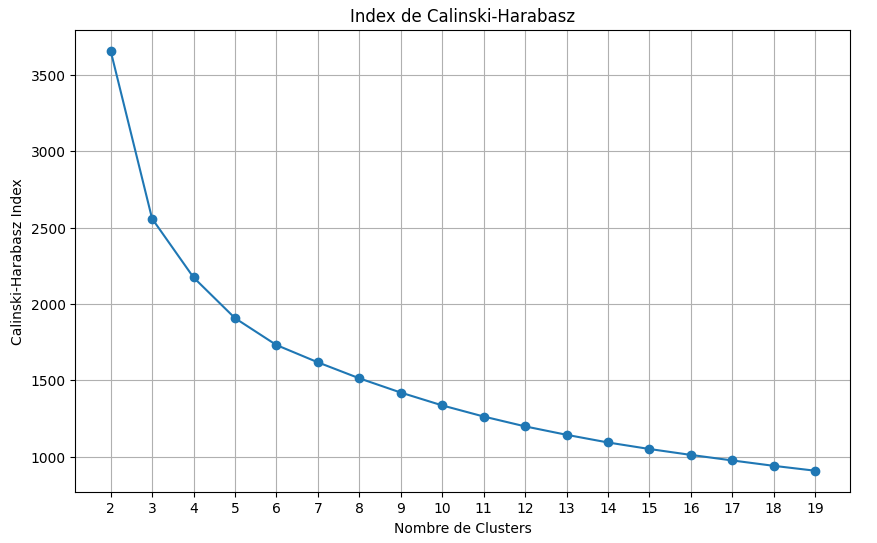 Index de Calinski-Harabasz
Calinski-Harabasz Index
3500
3000
2500
2000
1500
1000
2 3 4 5 6 7 8 9 10 11 12 13 14 15 16 17 18 19
Nombre de Clusters